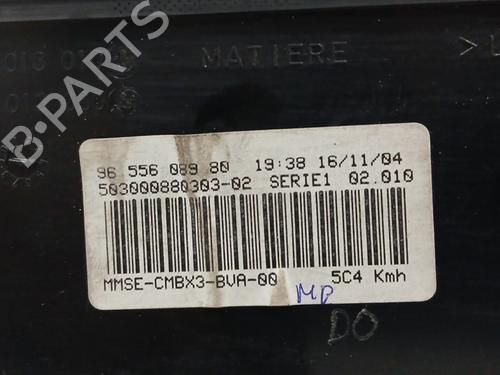 MATIERE
96 556 089 80 19:38 16/11/04
503000880303-02 SERIE1 02.010
MMSE-CMBX3-BVA-00 5C4 Kmh
MP
DO